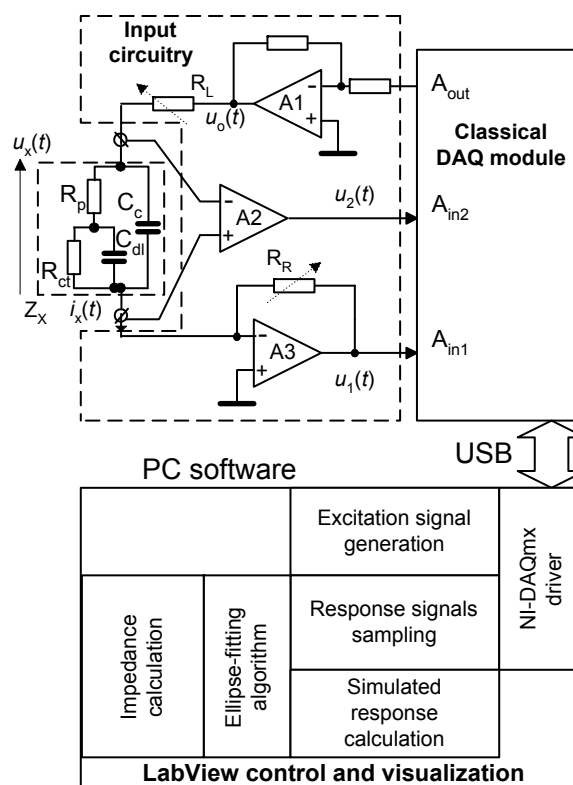 Input
circuitry
R_L
A1
-
+
u_o(t)
A_out
Classical
DAQ module
u_x(t)
R_p
C_c
C_dl
R_ct
Z_X
i_x(t)
-
A2
+
u_2(t)
A_in2
R_R
-
A3
+
u_1(t)
A_in1
USB
PC software
Excitation signal
generation
NI-DAQmx
driver
Impedance
calculation
Ellipse-fitting
algorithm
Response signals
sampling
Simulated
response
calculation
LabView control and visualization